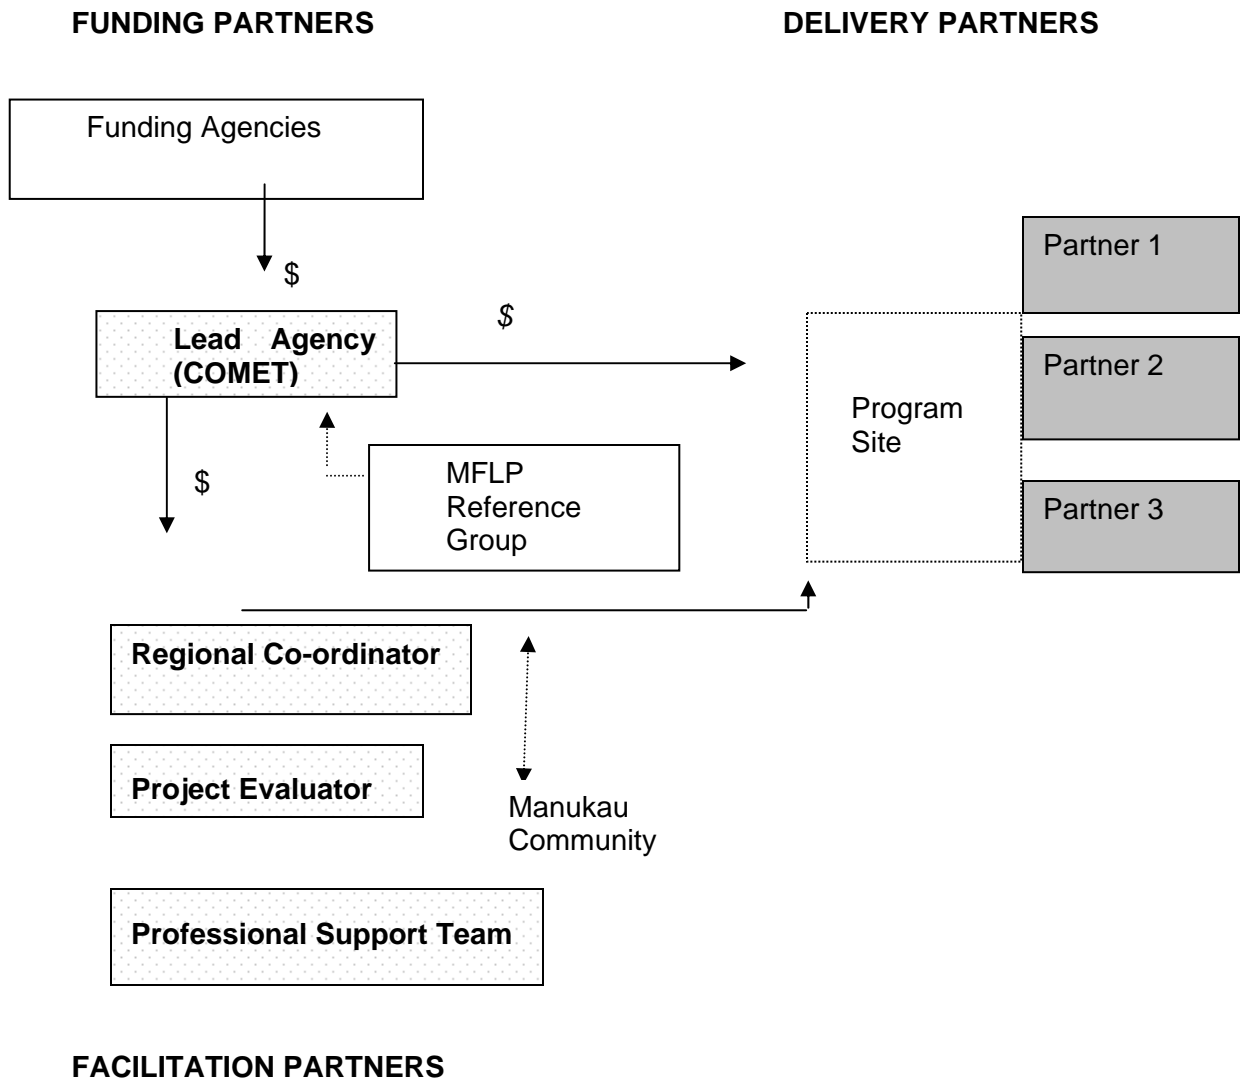 FUNDING PARTNERS
DELIVERY PARTNERS
Funding Agencies
$
Lead Agency
(COMET)
$
$
MFLP
Reference
Group
Program
Site
Partner 1
Partner 2
Partner 3
Regional Co-ordinator
Project Evaluator
Manukau
Community
Professional Support Team
FACILITATION PARTNERS